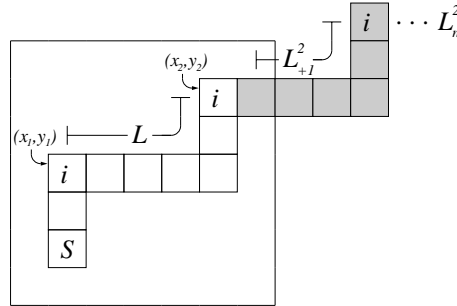 i ··· L²ₙ
L²₊₁
(x₂,y₂) i
L
(x₁,y₁)
i
S